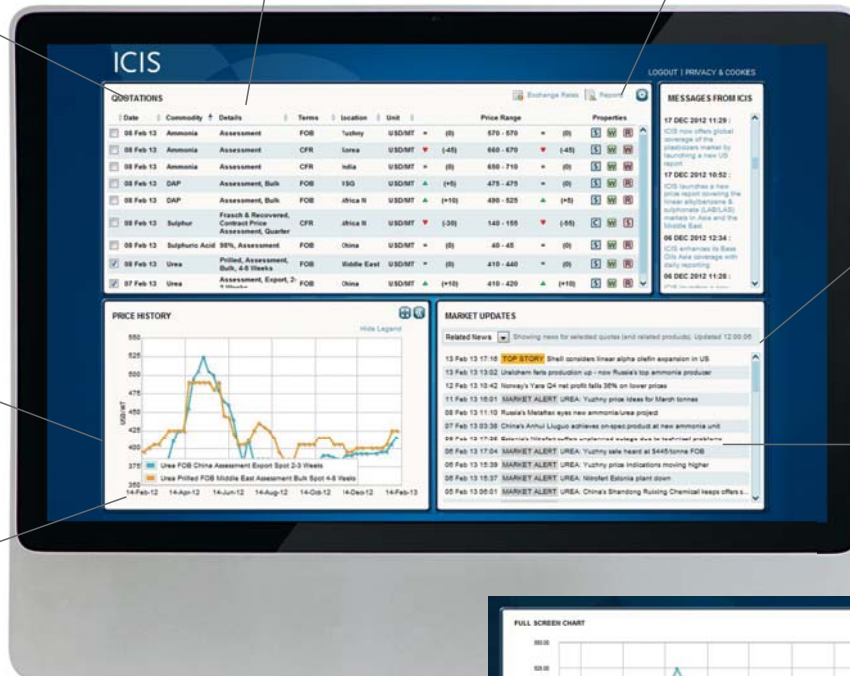 ICIS
LOGOUT | PRIVACY & COOKIES
QUOTATIONS
Exchange Rates Reports
Date Commodity Details Terms location Unit Price Range Properties
08 Feb 13 Ammonia Assessment FOB Yuzhny USD/MT = (0) 570 - 570 = (0) S W R
08 Feb 13 Ammonia Assessment CFR Korea USD/MT ▼ (-45) 660 - 670 ▼ (-45) S W W
08 Feb 13 Ammonia Assessment CFR India USD/MT = (0) 650 - 710 = (0) S W R
08 Feb 13 DAP Assessment, Bulk FOB USG USD/MT ▲ (+5) 475 - 475 = (0) S W R
08 Feb 13 DAP Assessment, Bulk FOB Africa N USD/MT ▲ (+10) 490 - 525 ▲ (+5) S W R
08 Feb 13 Sulphur Frasch & Recovered, Contract Price Assessment, Quarter CFR Africa N USD/MT ▼ (-30) 140 - 155 ▼ (-55) C W S
08 Feb 13 Sulphuric Acid 98%, Assessment FOB China USD/MT = (0) 40 - 45 = (0) S W R
08 Feb 13 Urea Prilled, Assessment, Bulk, 4-6 Weeks FOB Middle East USD/MT = (0) 410 - 440 = (0) S W R
07 Feb 13 Urea Assessment, Export, 2- FOB China USD/MT ▲ (+10) 410 - 420 ▲ (+10) S W R
MESSAGES FROM ICIS
17 DEC 2012 11:29 :
ICIS now offers global
coverage of the
plasticizers market by
launching a new US
report
17 DEC 2012 10:52 :
ICIS launches a new
price report covering the
linear alkylbenzene &
sulphonate (LAB/LAS)
markets in Asia and the
Middle East
06 DEC 2012 12:34 :
ICIS enhances its Base
Oils Asia coverage with
daily reporting
06 DEC 2012 11:28 :
PRICE HISTORY
Hide Legend
USD/MT
550
525
500
475
450
425
400
375
350
Urea FOB China Assessment Export Spot 2-3 Weeks
Urea Prilled FOB Middle East Assessment Bulk Spot 4-6 Weeks
14-Feb-12 14-Apr-12 14-Jun-12 14-Aug-12 14-Oct-12 14-Dec-12 14-Feb-13
MARKET UPDATES
Related News Showing news for selected quotes (and related products). Updated 12:00:06
13 Feb 13 17:16 TOP STORY Shell considers linear alpha olefin expansion in US
13 Feb 13 13:02 Uralchem ferts production up - now Russia's top ammonia producer
12 Feb 13 10:42 Norway's Yara Q4 net profit falls 36% on lower prices
11 Feb 13 16:01 MARKET ALERT UREA: Yuzhny price ideas for March tonnes
08 Feb 13 11:10 Russia's Metafrax eyes new ammonia/urea project
07 Feb 13 03:38 China's Anhui Liuguo achieves on-spec product at new ammonia unit
06 Feb 13 17:04 MARKET ALERT UREA: Yuzhny sale heard at $445/tonne FOB
06 Feb 13 15:39 MARKET ALERT UREA: Yuzhny price indications moving higher
05 Feb 13 15:37 MARKET ALERT UREA: Nitrofert Estonia plant down
05 Feb 13 06:01 MARKET ALERT UREA: China's Shandong Ruixing Chemical keeps offers s...
FULL SCREEN CHART
550.00
525.00